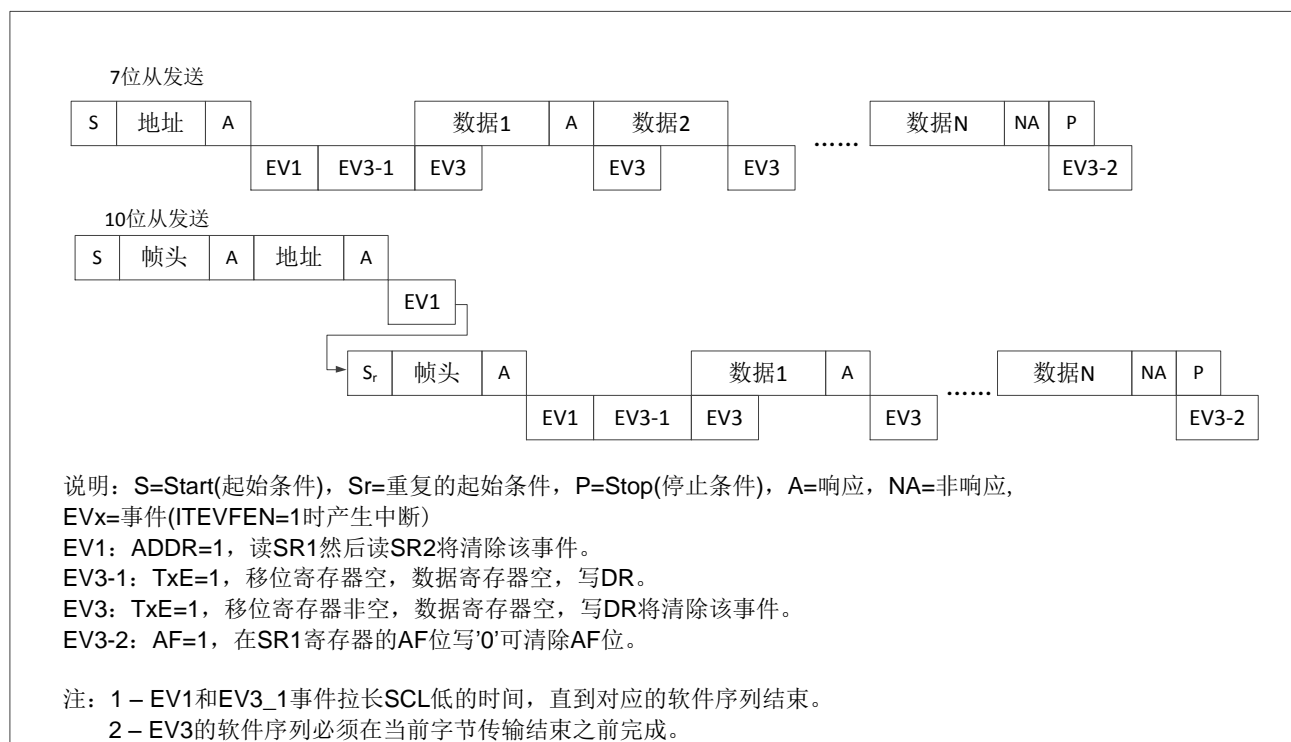 7位从发送
S 地址 A 数据1 A 数据2 …… 数据N NA P
EV1 EV3-1 EV3 EV3 EV3 EV3-2
10位从发送
S 帧头 A 地址 A
EV1
Sr 帧头 A 数据1 A …… 数据N NA P
EV1 EV3-1 EV3 EV3 EV3-2
说明：S=Start(起始条件)，Sr=重复的起始条件，P=Stop(停止条件)，A=响应，NA=非响应,
EVx=事件(ITEVFEN=1时产生中断）
EV1：ADDR=1，读SR1然后读SR2将清除该事件。
EV3-1：TxE=1，移位寄存器空，数据寄存器空，写DR。
EV3：TxE=1，移位寄存器非空，数据寄存器空，写DR将清除该事件。
EV3-2：AF=1，在SR1寄存器的AF位写'0'可清除AF位。
注：1 – EV1和EV3_1事件拉长SCL低的时间，直到对应的软件序列结束。
2 – EV3的软件序列必须在当前字节传输结束之前完成。